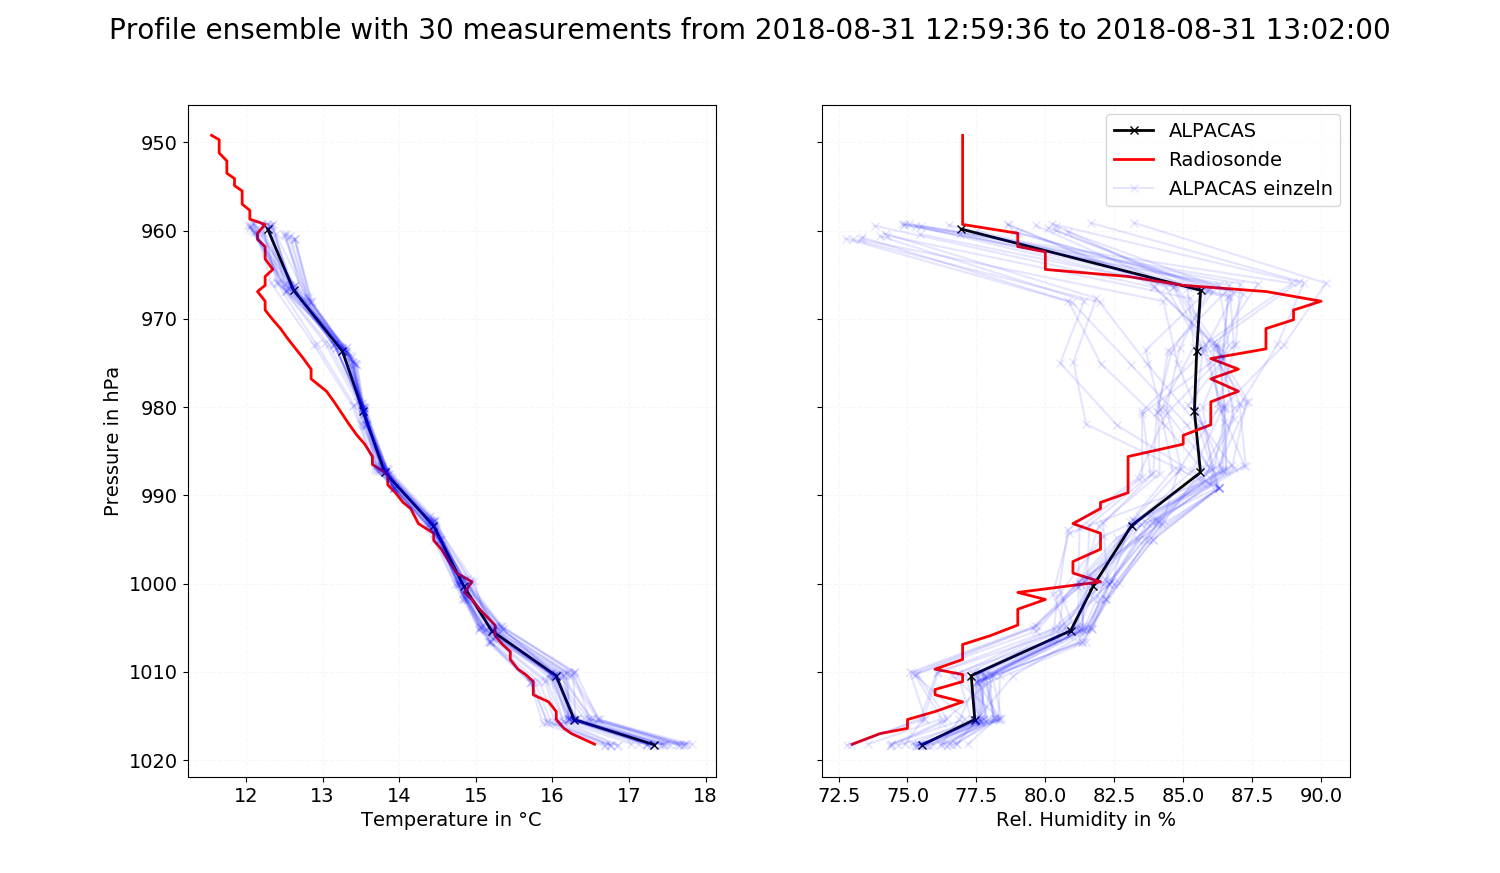 Profile ensemble with 30 measurements from 2018-08-31 12:59:36 to 2018-08-31 13:02:00
Pressure in hPa
950
960
970
980
990
1000
1010
1020
12 13 14 15 16 17 18
Temperature in °C
ALPACAS
Radiosonde
ALPACAS einzeln
72.5 75.0 77.5 80.0 82.5 85.0 87.5 90.0
Rel. Humidity in %